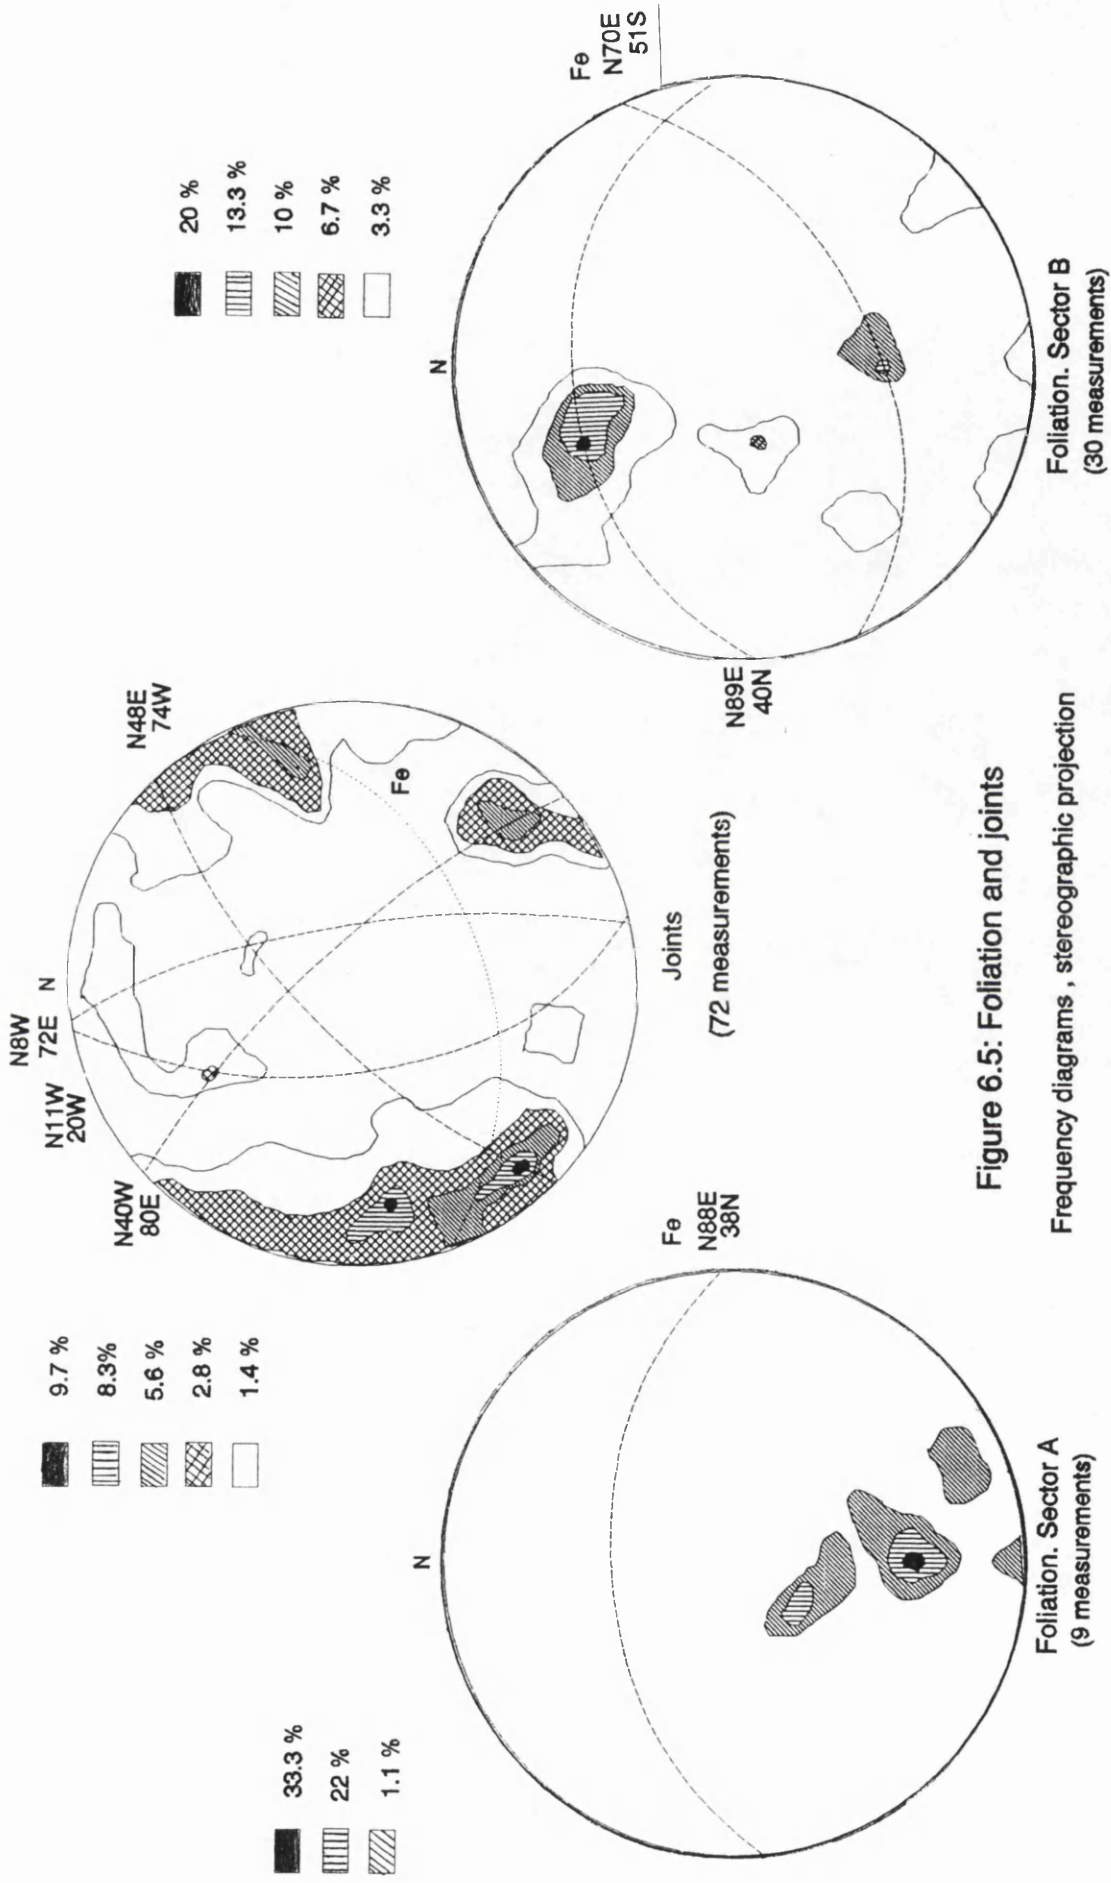 33.3 %
22 %
1.1 %
N
Fe
N88E
38N
Foliation. Sector A
(9 measurements)
9.7 %
8.3%
5.6 %
2.8 %
1.4 %
N40W
80E
N11W
20W
N8W
72E
N
N48E
74W
Fe
Joints
(72 measurements)
20 %
13.3 %
10 %
6.7 %
3.3 %
N
Fe
N70E
51S
N89E
40N
Foliation. Sector B
(30 measurements)
Figure 6.5: Foliation and joints
Frequency diagrams , stereographic projection